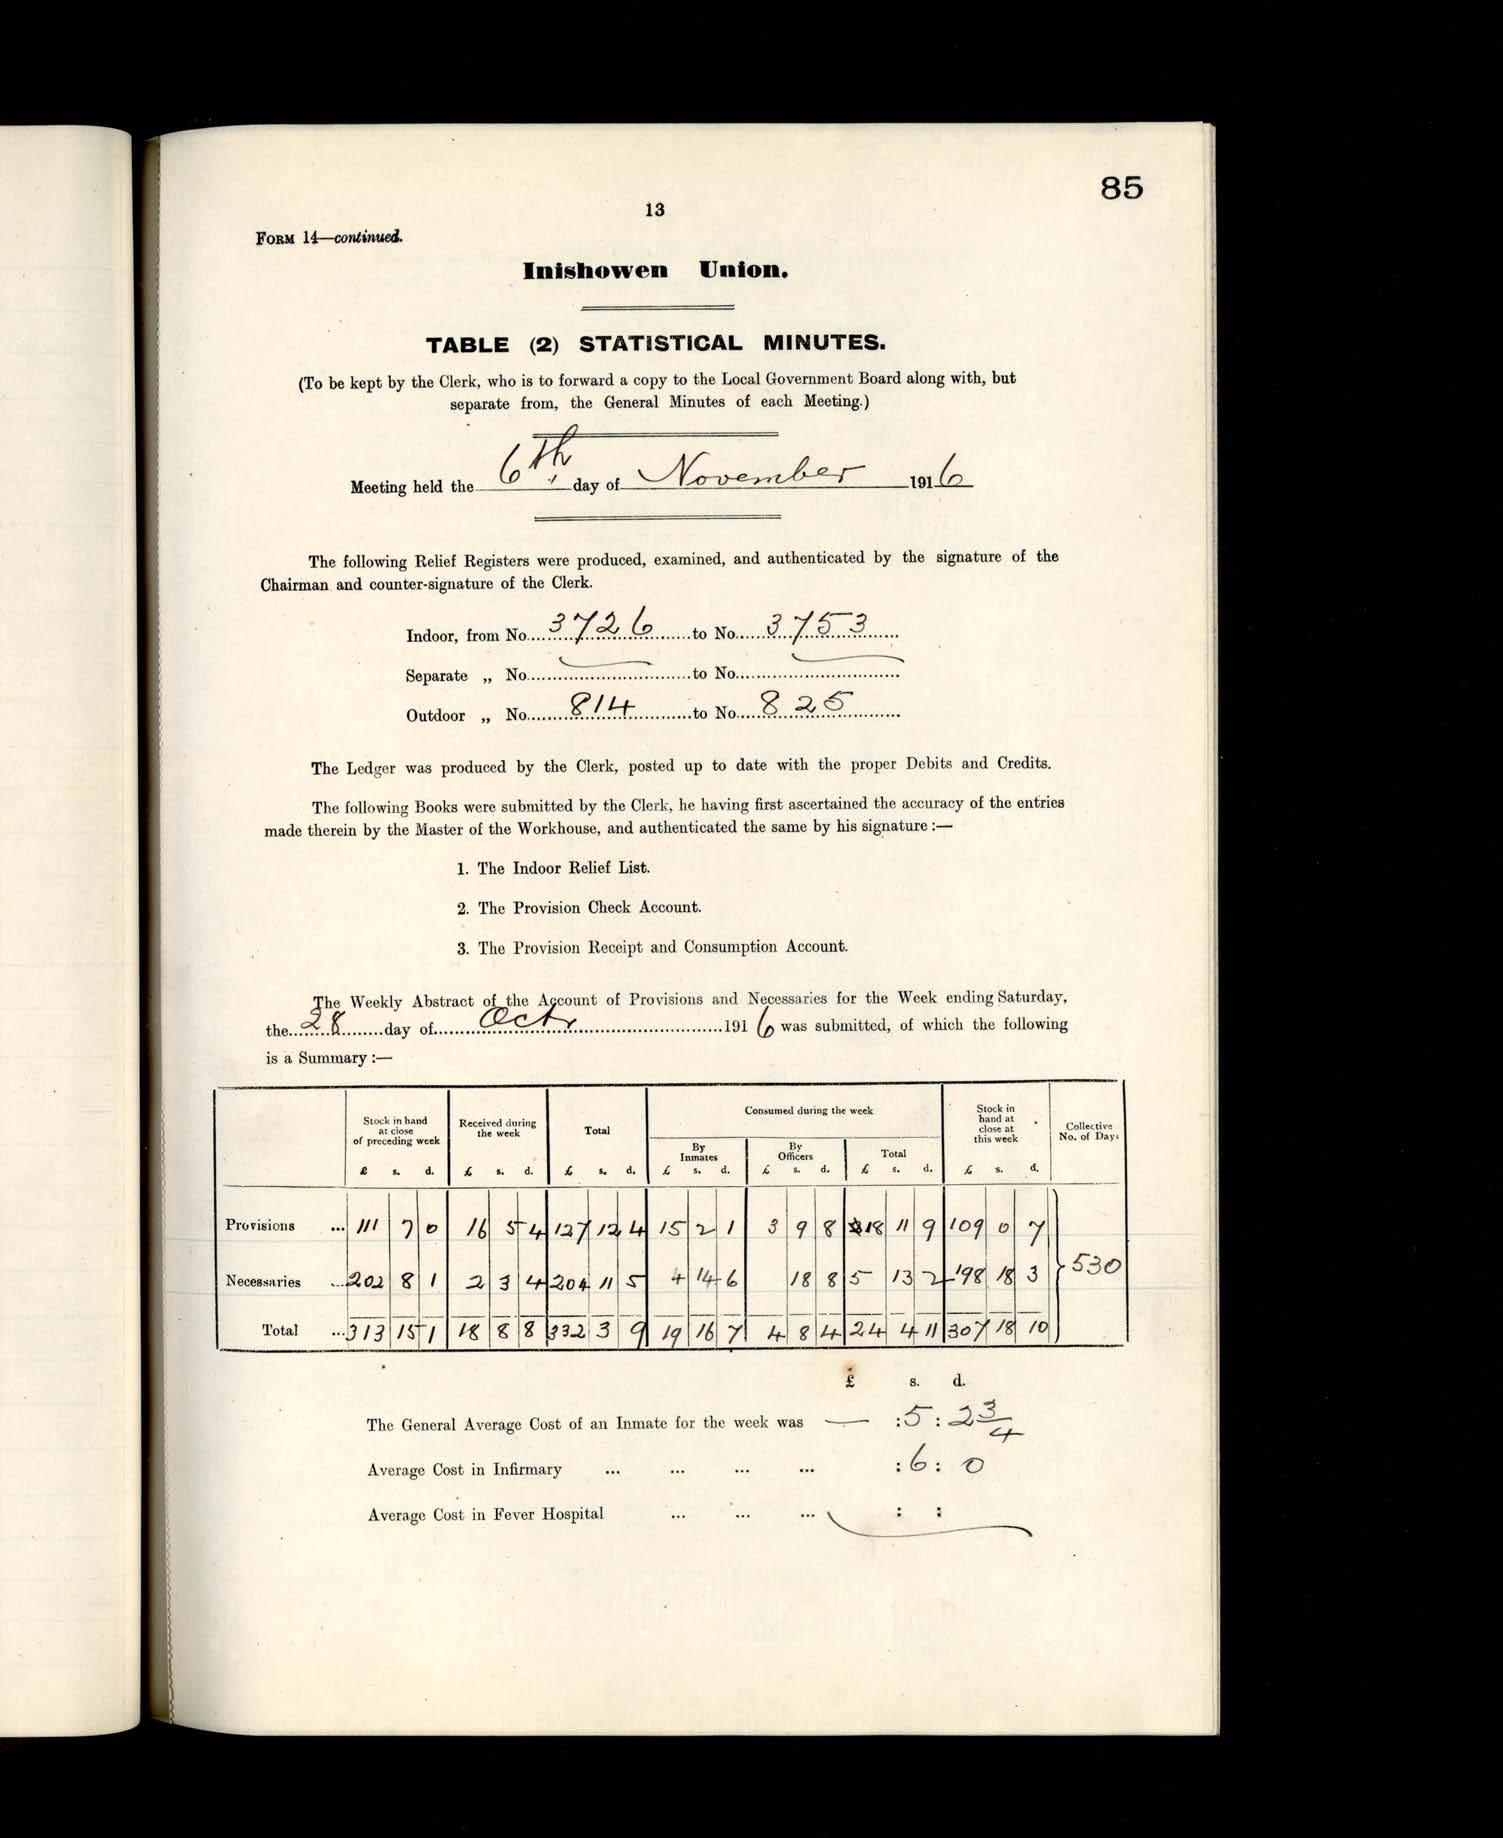 85
13
Form 14—continued.
Inishowen Union.
TABLE (2) STATISTICAL MINUTES.
(To be kept by the Clerk, who is to forward a copy to the Local Government Board along with, but
separate from, the General Minutes of each Meeting.)
Meeting held the 6th day of November 1916
The following Relief Registers were produced, examined, and authenticated by the signature of the
Chairman and counter-signature of the Clerk.
Indoor, from No. 3726 to No. 3753
Separate „ No. to No.
Outdoor „ No. 814 to No. 825
The Ledger was produced by the Clerk, posted up to date with the proper Debits and Credits.
The following Books were submitted by the Clerk, he having first ascertained the accuracy of the entries
made therein by the Master of the Workhouse, and authenticated the same by his signature :—
1. The Indoor Relief List.
2. The Provision Check Account.
3. The Provision Receipt and Consumption Account.
The Weekly Abstract of the Account of Provisions and Necessaries for the Week ending Saturday,
the 28 day of Octr 1916 was submitted, of which the following
is a Summary :—
Stock in hand
at close
of preceding week
Received during
the week
Total
Consumed during the week
By
Inmates
By
Officers
Total
Stock in
hand at
close at
this week
Collective
No. of Days
£ s. d. £ s. d. £ s. d. £ s. d. £ s. d. £ s. d. £ s. d.
Provisions ... 111 7 0 16 5 4 127 12 4 15 2 1 3 9 8 18 11 9 109 0 7
Necessaries ... 202 8 1 2 3 4 204 11 5 4 14 6 18 8 5 13 2 198 18 3 530
Total ... 313 15 1 18 8 8 332 3 9 19 16 7 4 8 4 24 4 11 307 18 10
£ s. d.
The General Average Cost of an Inmate for the week was — : 5 : 2 3/4
Average Cost in Infirmary ... ... ... ... : 6 : 0
Average Cost in Fever Hospital ... ... ... : :